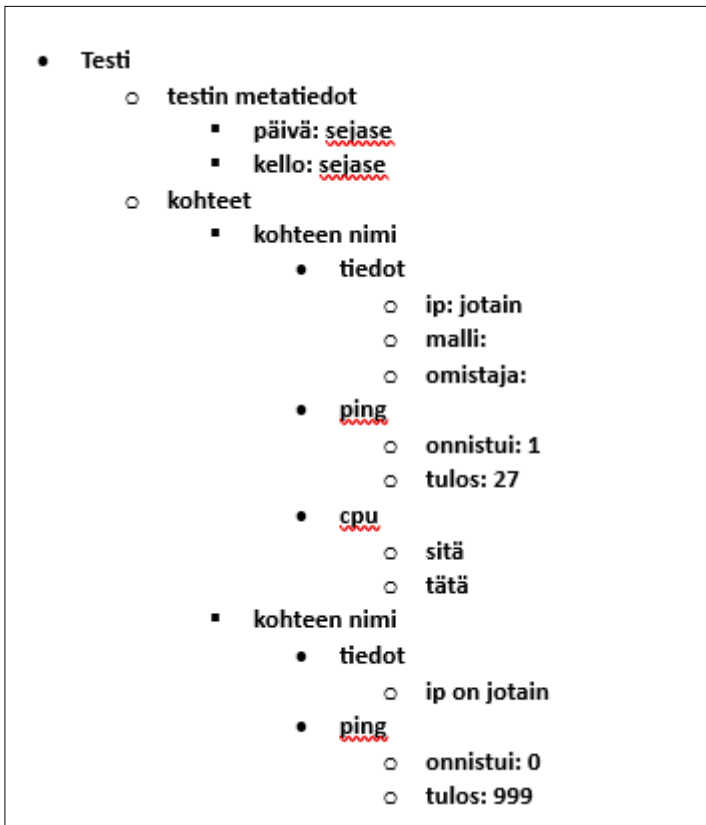 Testi
testin metatiedot
päivä: sejase
kello: sejase
kohteet
kohteen nimi
tiedot
ip: jotain
malli:
omistaja:
ping
onnistui: 1
tulos: 27
cpu
sitä
tätä
kohteen nimi
tiedot
ip on jotain
ping
onnistui: 0
tulos: 999